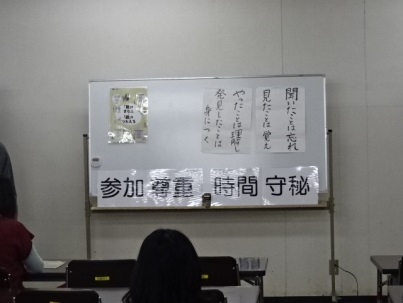 聞いたことは忘れ
見たことは覚え
やったことは理解し
発見したことは
身につく
参加 尊重 時間 守秘